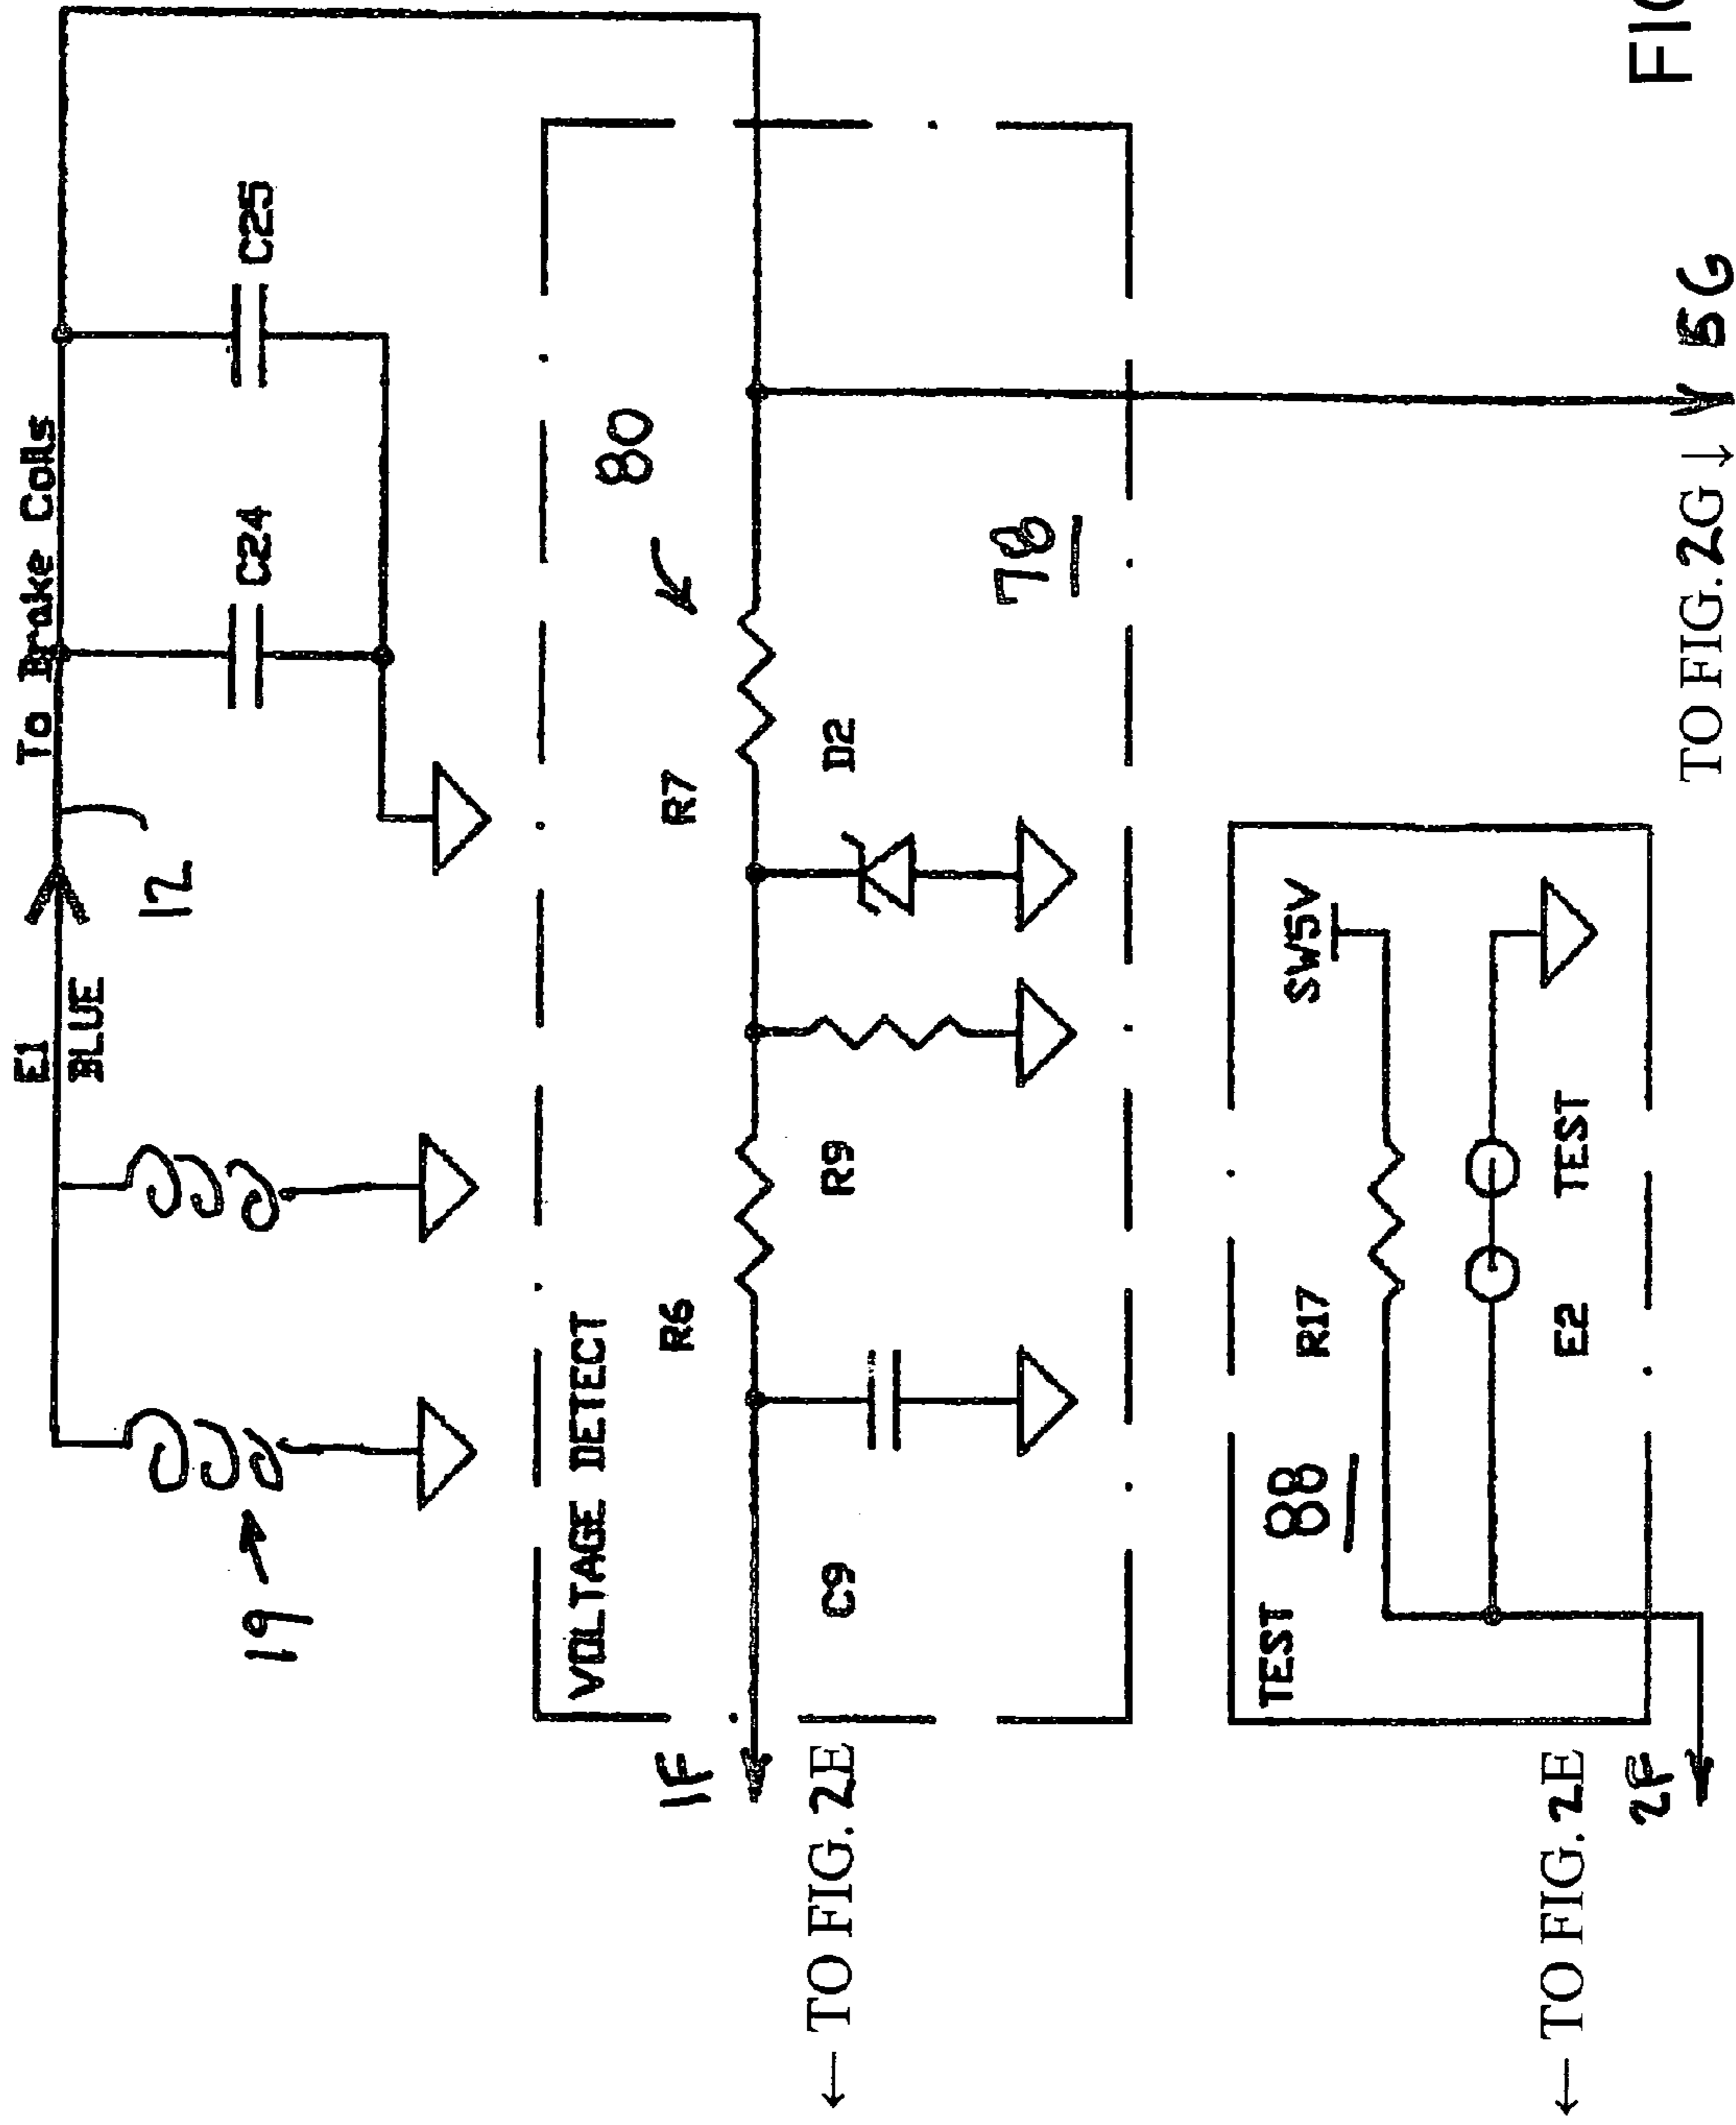 E1
BLUE
To Brake Coils
12
19
C24
C25
VOLTAGE DETECT
80
R6
R7
C9
R9
D2
78
1F
← TO FIG. 2E
TEST
88
R17
SW5V
E2
TEST
2F
← TO FIG. 2E
TO FIG. 2G ↓
5G